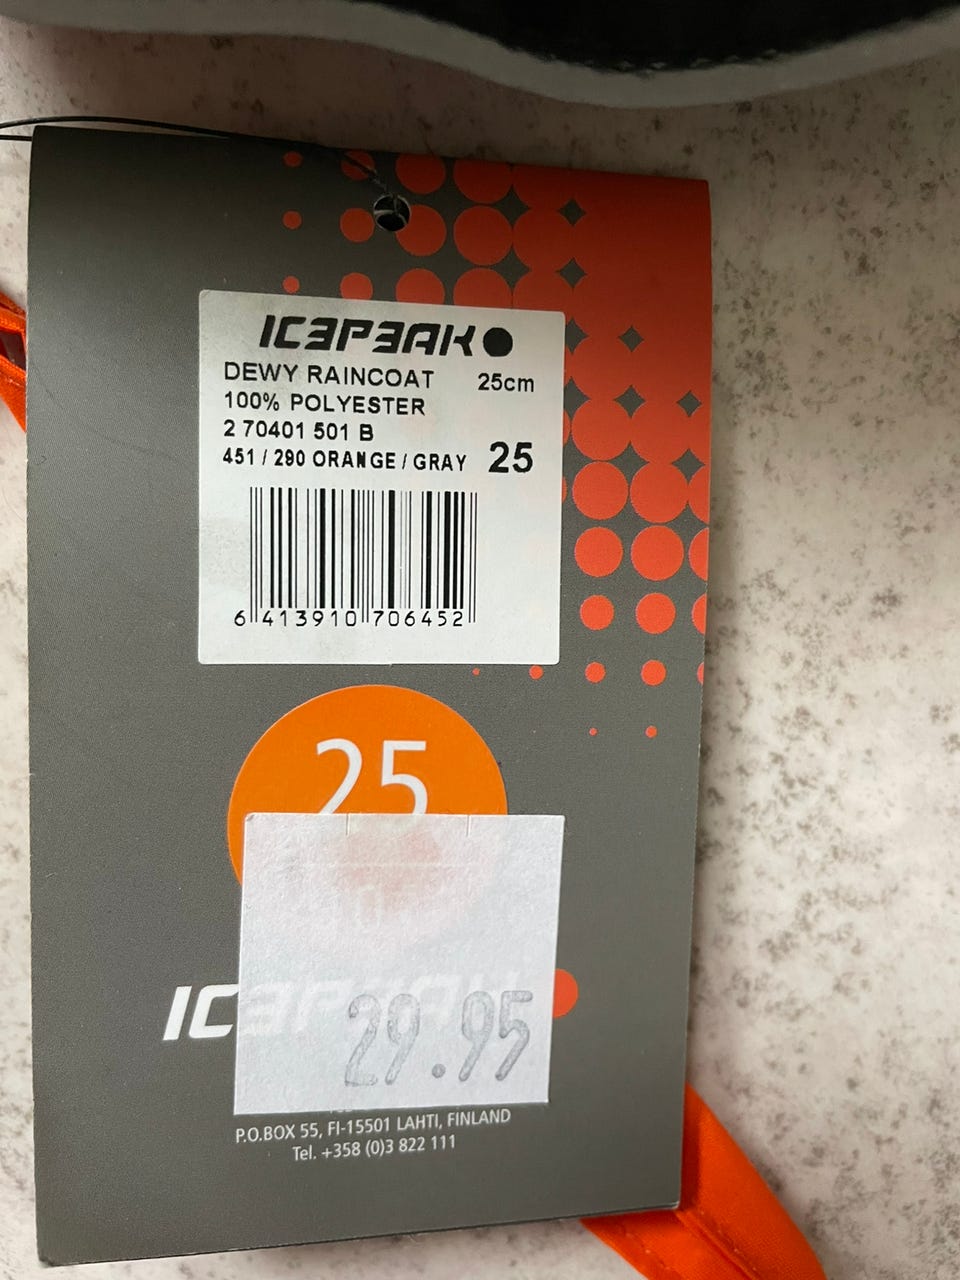 ICEPEAK
DEWY RAINCOAT 25cm
100% POLYESTER
2 70401 501 B
451 / 290 ORANGE / GRAY 25
6 413910 706452
25
ICEPEAK
29.95
P.O.BOX 55, FI-15501 LAHTI, FINLAND
Tel. +358 (0)3 822 111